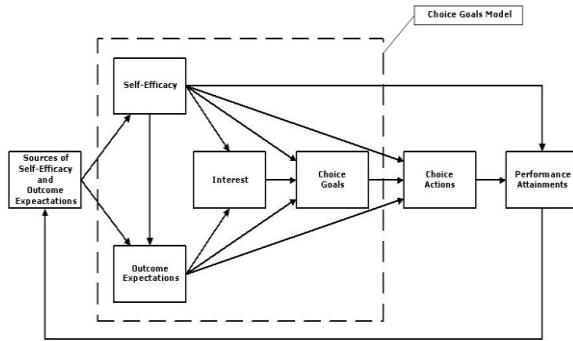 Choice Goals Model
Self-Efficacy
Sources of
Self-Efficacy
and
Outcome
Expeactations
Interest
Choice
Goals
Choice
Actions
Performance
Attainments
Outcome
Expectations